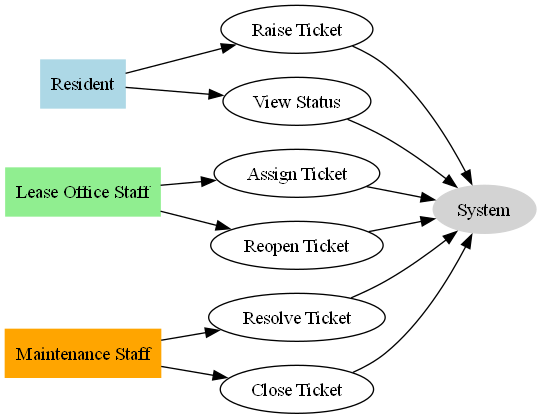 Raise Ticket
Resident
View Status
Assign Ticket
Lease Office Staff
System
Reopen Ticket
Resolve Ticket
Maintenance Staff
Close Ticket